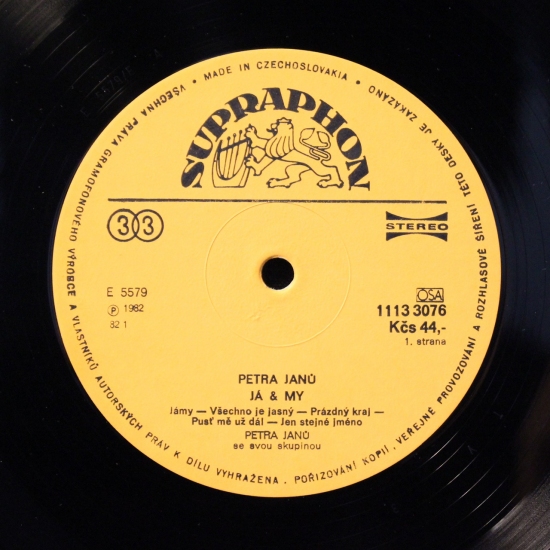 • MADE IN CZECHOSLOVAKIA •
VŠECHNA PRÁVA GRAMOFONOVÉHO VÝROBCE A VLASTNÍKŮ AUTORSKÝCH PRÁV K DÍLU VYHRAŽENA. POŘIZOVÁNÍ KOPIÍ, VEŘEJNÉ PROVOZOVÁNÍ A ROZHLASOVÉ ŠÍŘENÍ TÉTO DESKY JE ZAKÁZÁNO
SUPRAPHON
33
STEREO
E 5579
Ⓟ 1982
82 1
OSA
1113 3076
Kčs 44,-
1. strana
PETRA JANŮ
JÁ & MY
Jámy — Všechno je jasný — Prázdný kraj —
Pusť mě už dál — Jen stejné jméno
PETRA JANŮ
se svou skupinou